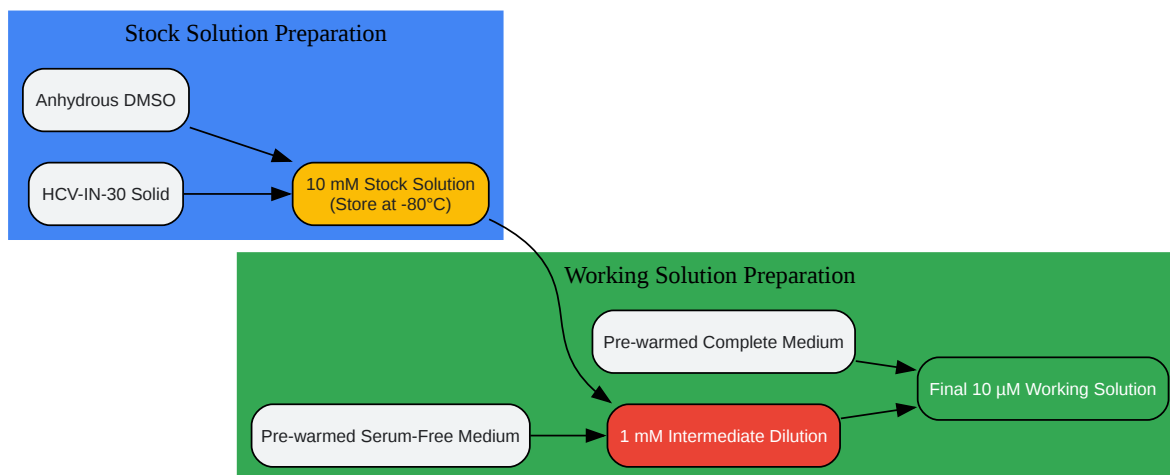 Stock Solution Preparation
Anhydrous DMSO
HCV-IN-30 Solid
10 mM Stock Solution
(Store at -80°C)
Working Solution Preparation
Pre-warmed Complete Medium
Final 10 µM Working Solution
Pre-warmed Serum-Free Medium
1 mM Intermediate Dilution